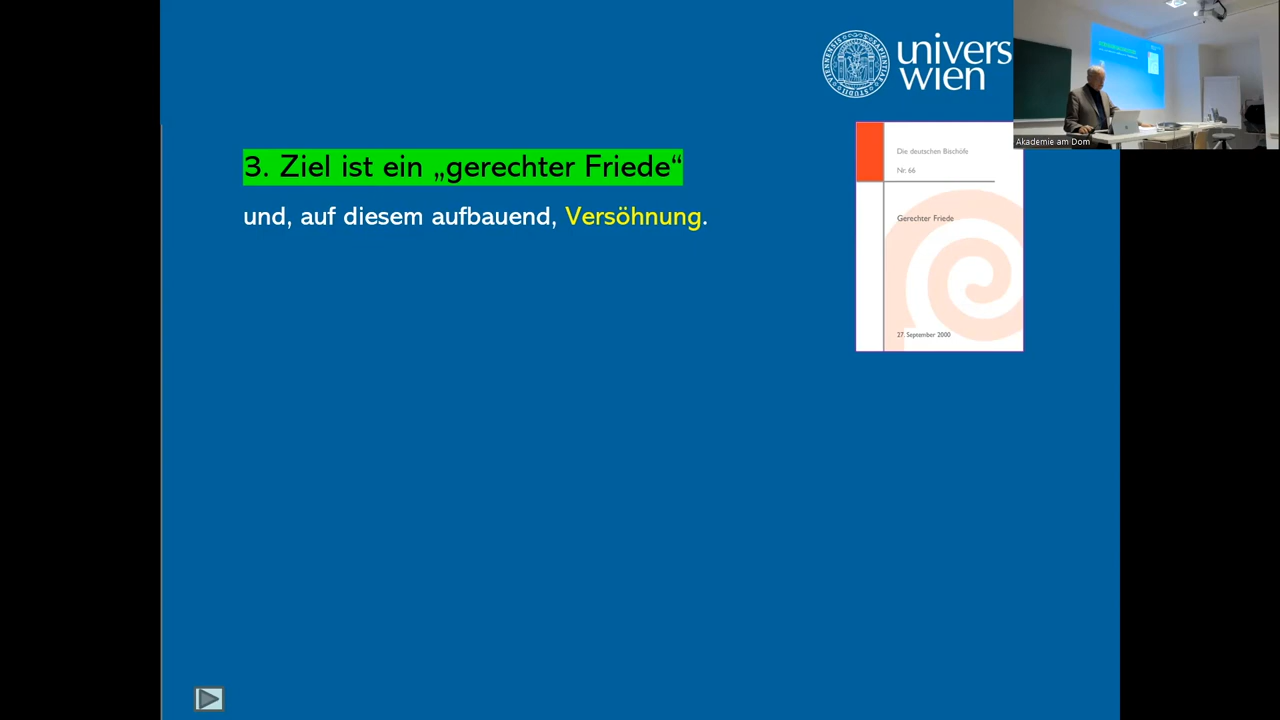 univers
wien
3. Ziel ist ein „gerechter Friede“
und, auf diesem aufbauend, Versöhnung.
Die deutschen Bischöfe
Nr. 66
Gerechter Friede
27. September 2000
Akademie am Dom